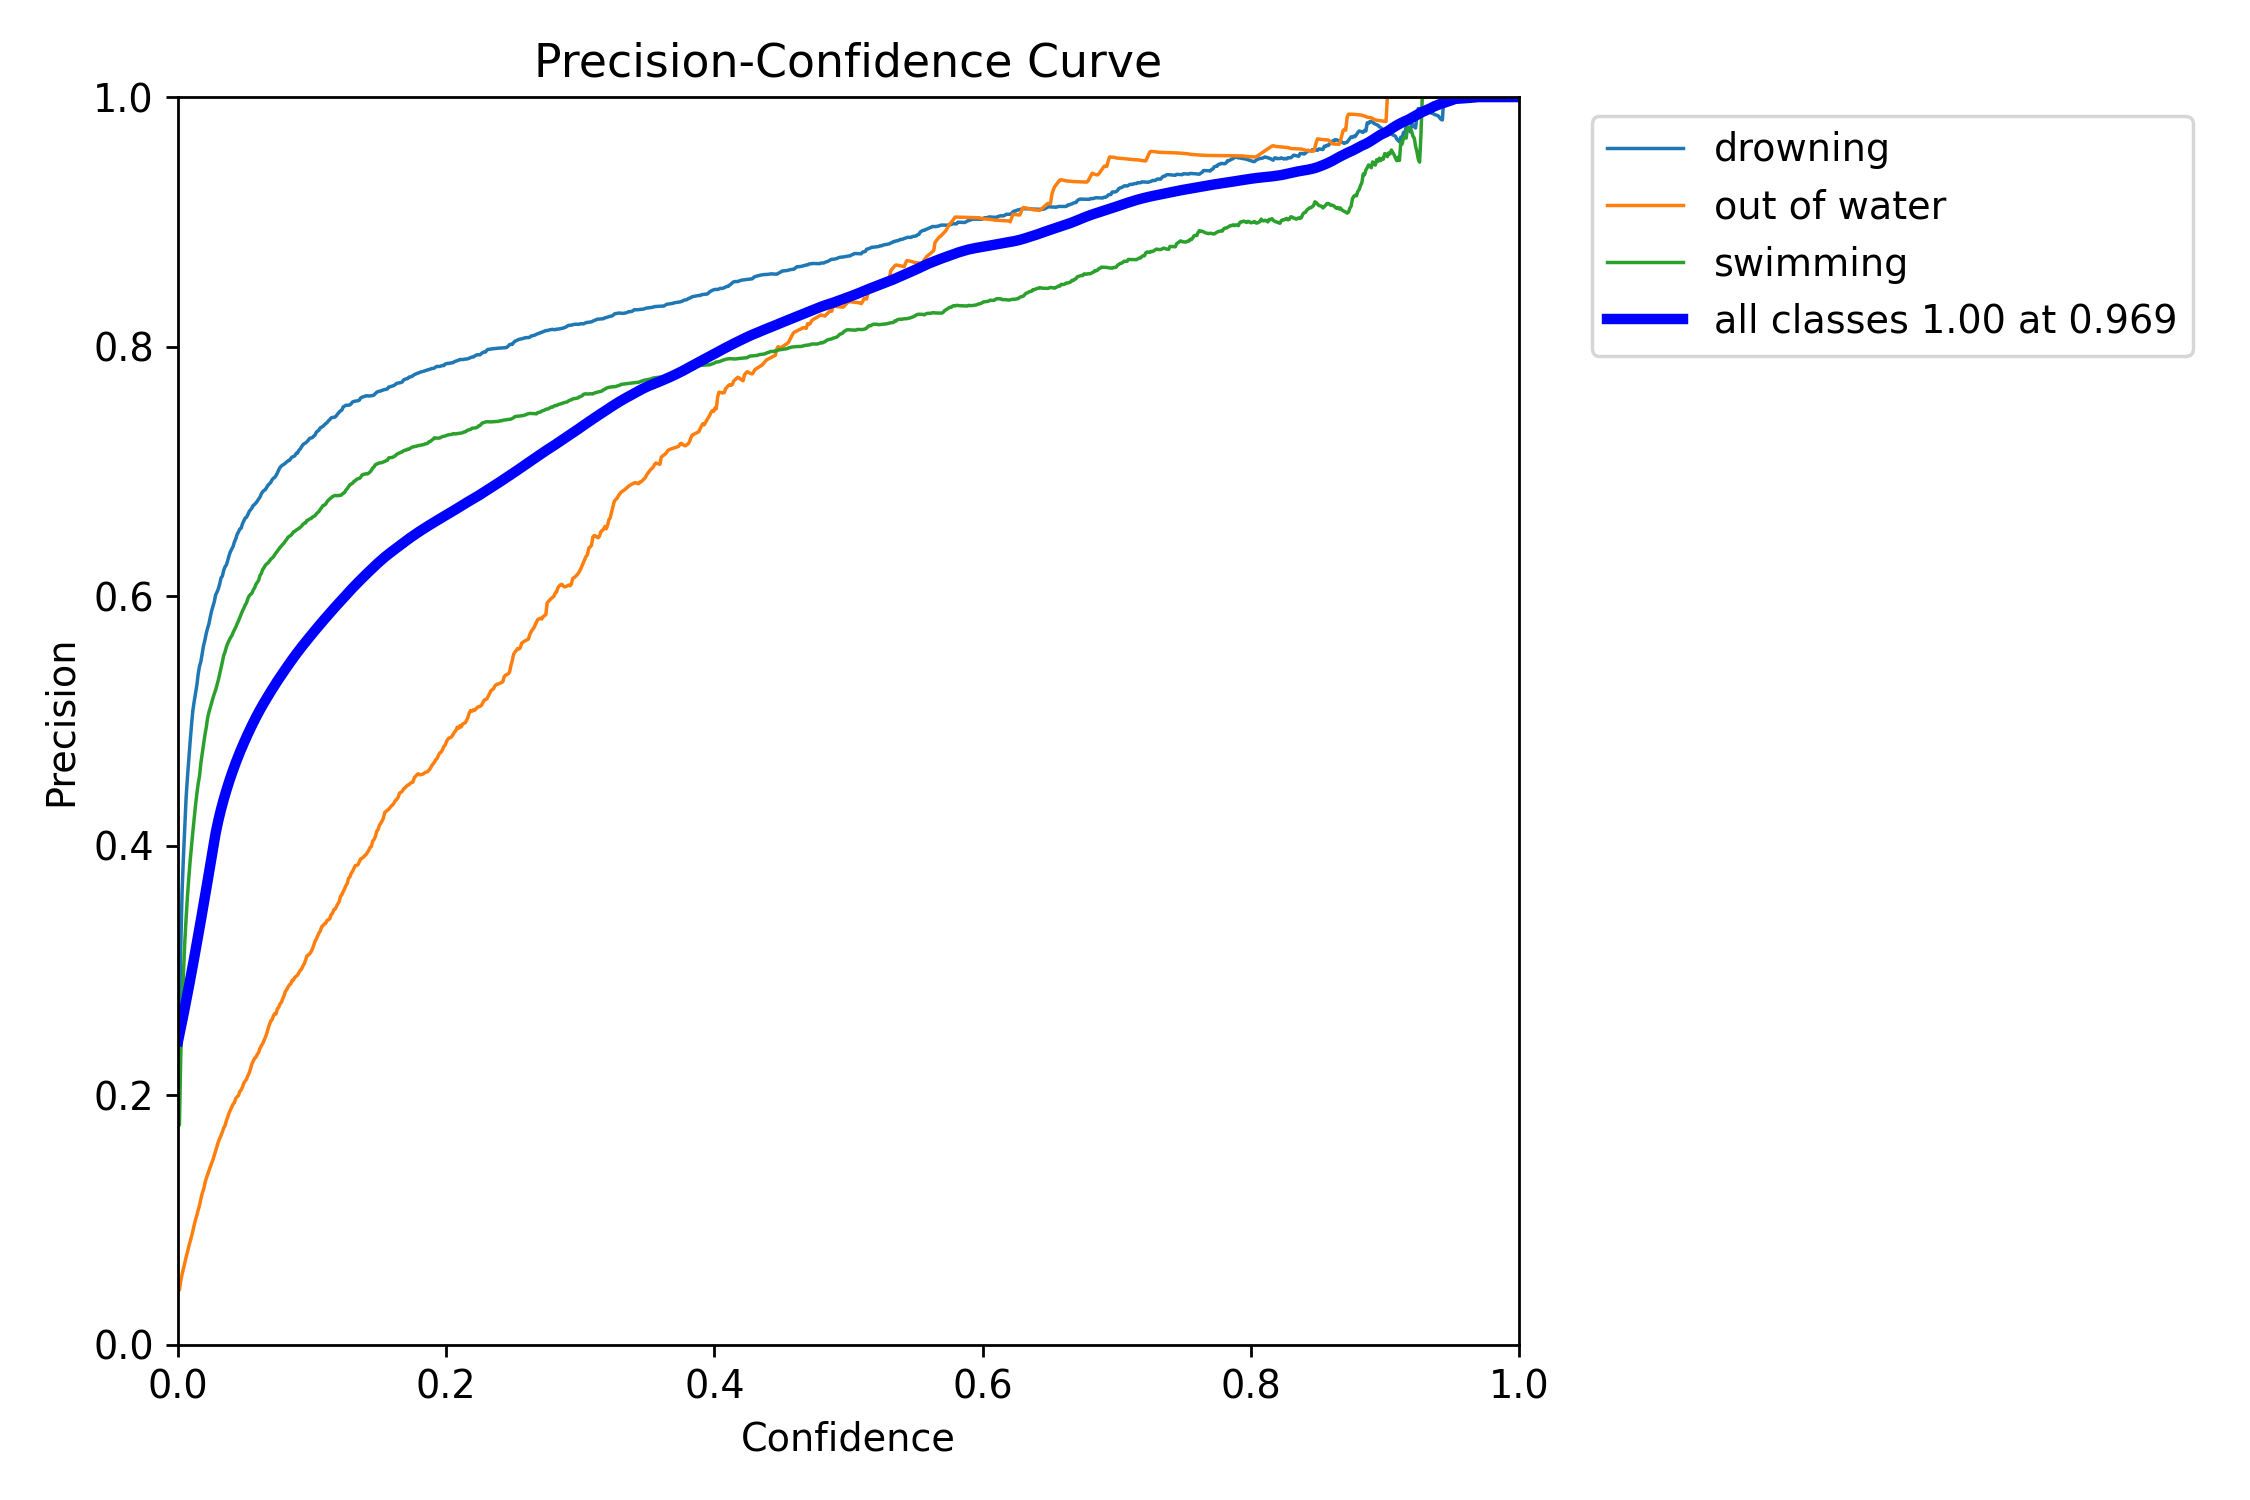 Precision-Confidence Curve
1.0
0.8
0.6
0.4
0.2
0.0
Precision
0.0 0.2 0.4 0.6 0.8 1.0
Confidence
drowning
out of water
swimming
all classes 1.00 at 0.969